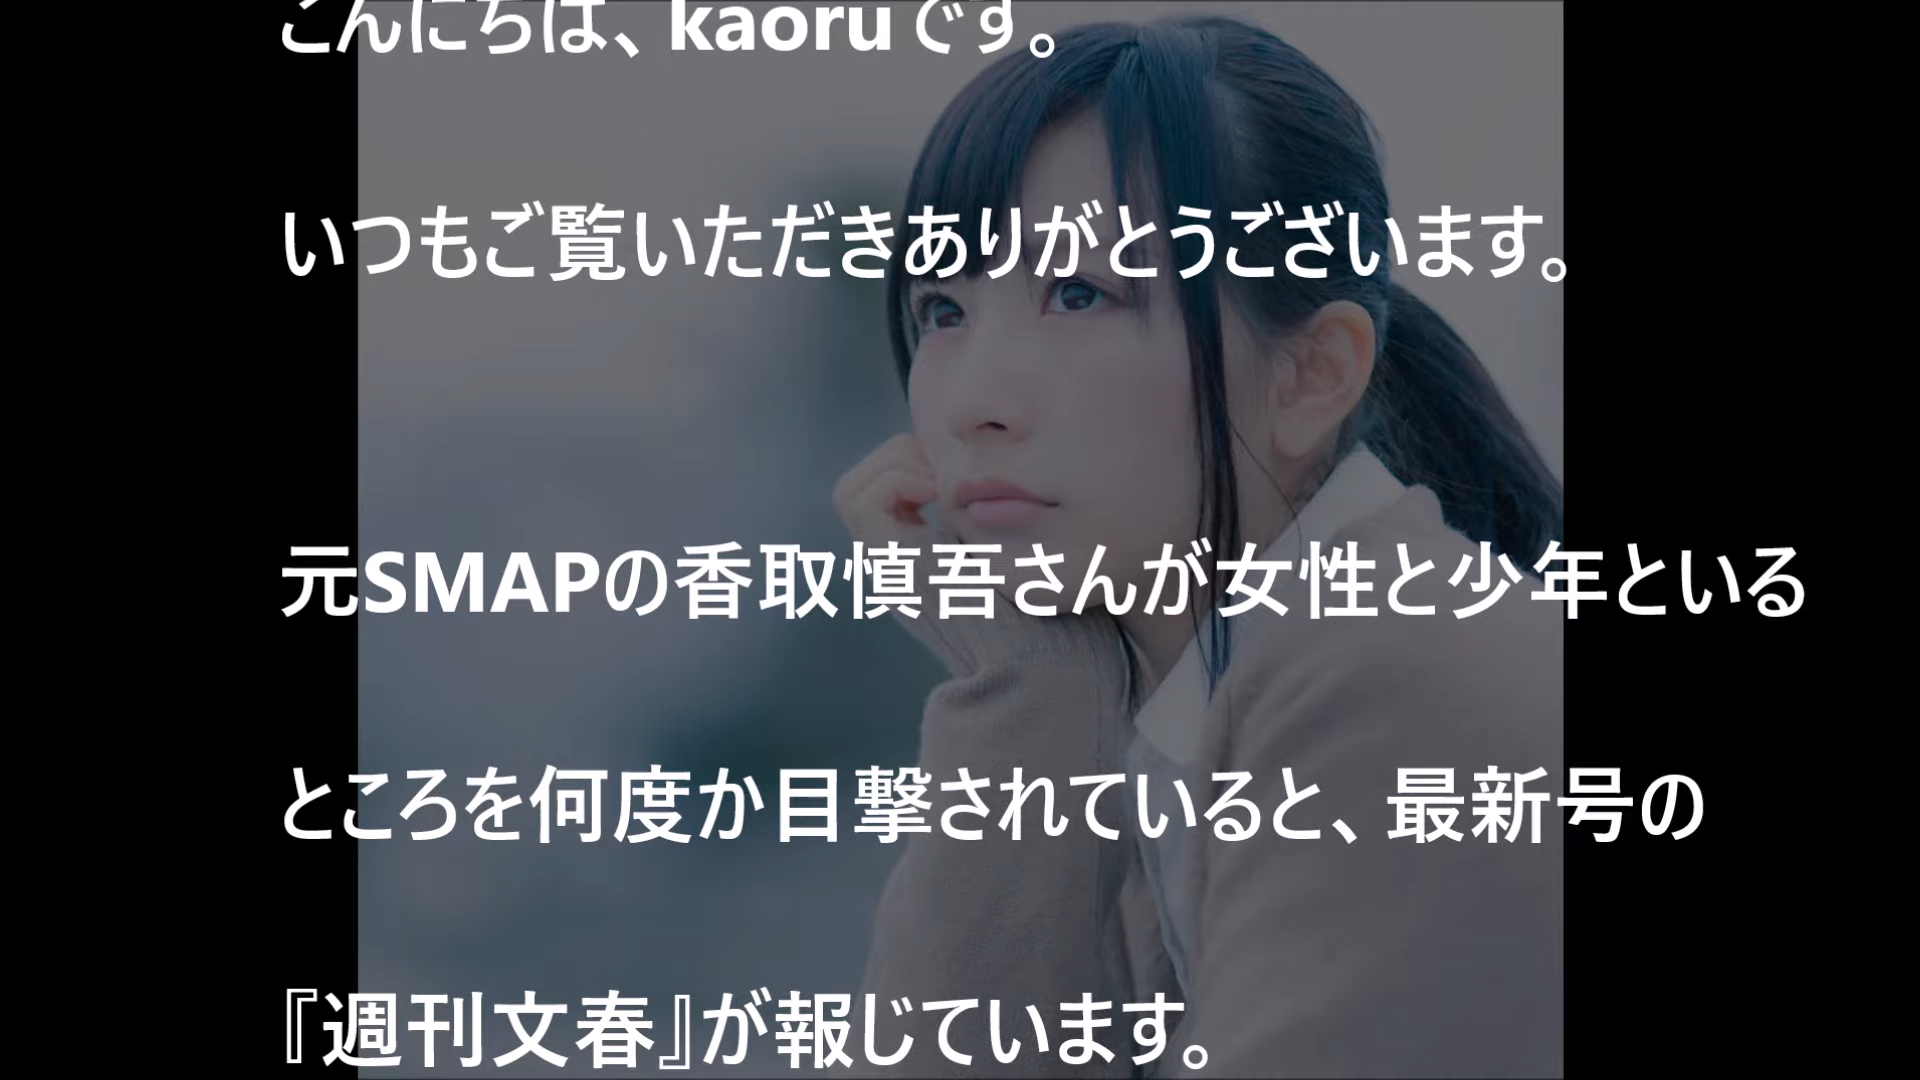 こんにちは、kaoruです。
いつもご覧いただきありがとうございます。
元SMAPの香取慎吾さんが女性と少年といる
ところを何度か目撃されていると、最新号の
『週刊文春』が報じています。